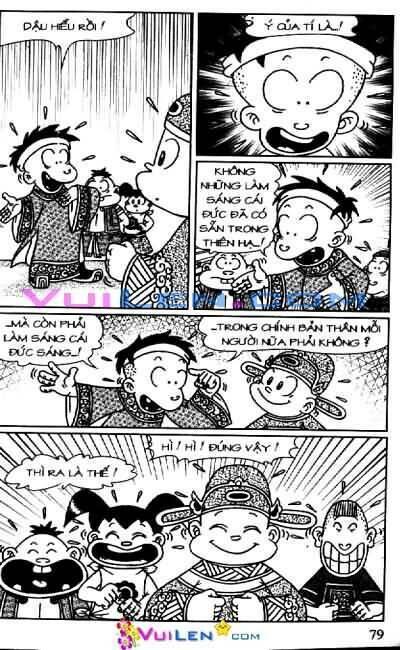 DẬU HIỂU RỒI !
Ý CỦA TÍ LÀ...!
KHÔNG
NHỮNG LÀM
SÁNG CÁI
ĐỨC ĐÃ CÓ
SẴN TRONG
THIÊN HẠ...!
VUILEN.COM
...MÀ CÒN PHẢI
LÀM SÁNG CÁI
ĐỨC SÁNG...!
...TRONG CHÍNH BẢN THÂN MỖI
NGƯỜI NỮA PHẢI KHÔNG ?
THÌ RA LÀ THẾ !
HÌ ! HÌ ! ĐÚNG VẬY !
VUILEN.COM
79